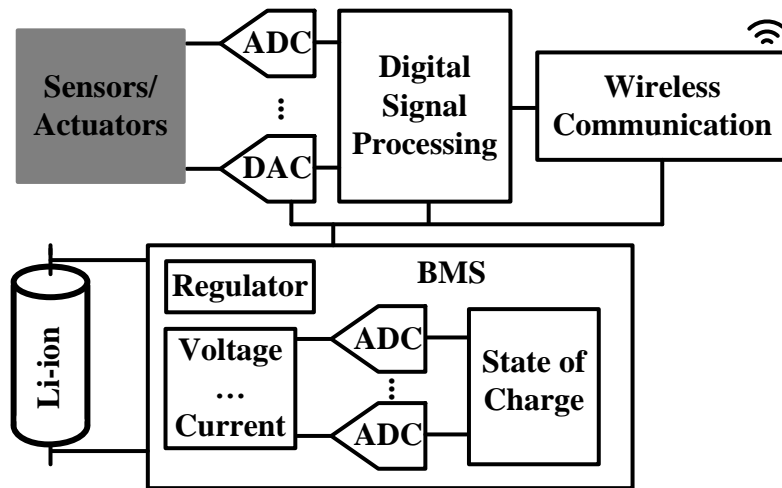 ADC
Sensors/
Actuators
...
DAC
Digital
Signal
Processing
Wireless
Communication
BMS
Regulator
Voltage
...
Current
ADC
...
ADC
State of
Charge
Li-ion